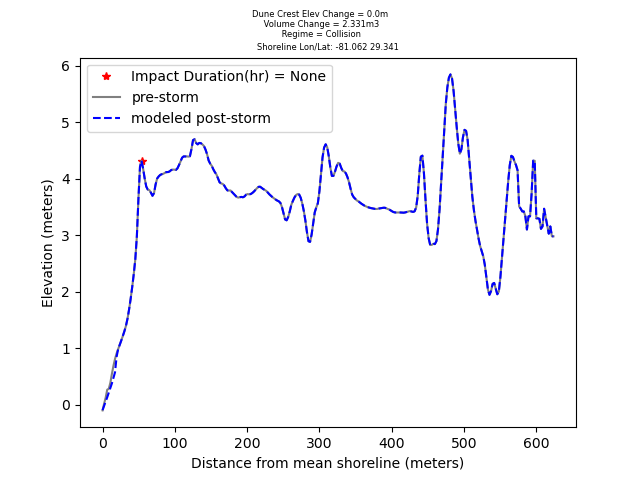 Dune Crest Elev Change = 0.0m
Volume Change = 2.331m3
Regime = Collision
Shoreline Lon/Lat: -81.062 29.341
Impact Duration(hr) = None
pre-storm
modeled post-storm
6
5
4
3
2
1
0
Elevation (meters)
0 100 200 300 400 500 600
Distance from mean shoreline (meters)